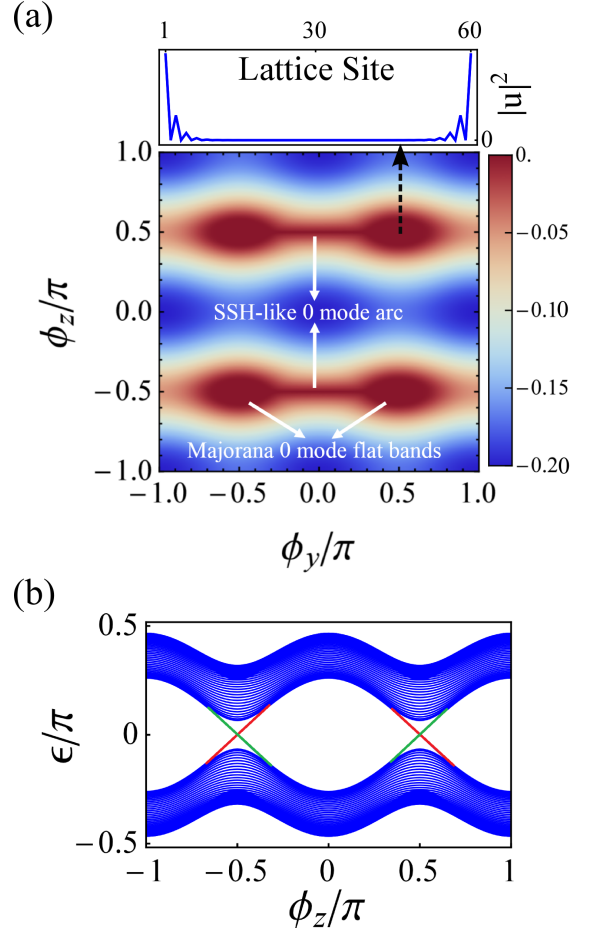 (a)
1 30 60
Lattice Site
|u|²
0
1.0
0.5
0.0
−0.5
−1.0
ϕz/π
SSH-like 0 mode arc
Majorana 0 mode flat bands
0.
−0.05
−0.10
−0.15
−0.20
−1.0 −0.5 0.0 0.5 1.0
ϕy/π
(b)
0.5
0
−0.5
ϵ/π
−1 −0.5 0 0.5 1
ϕz/π